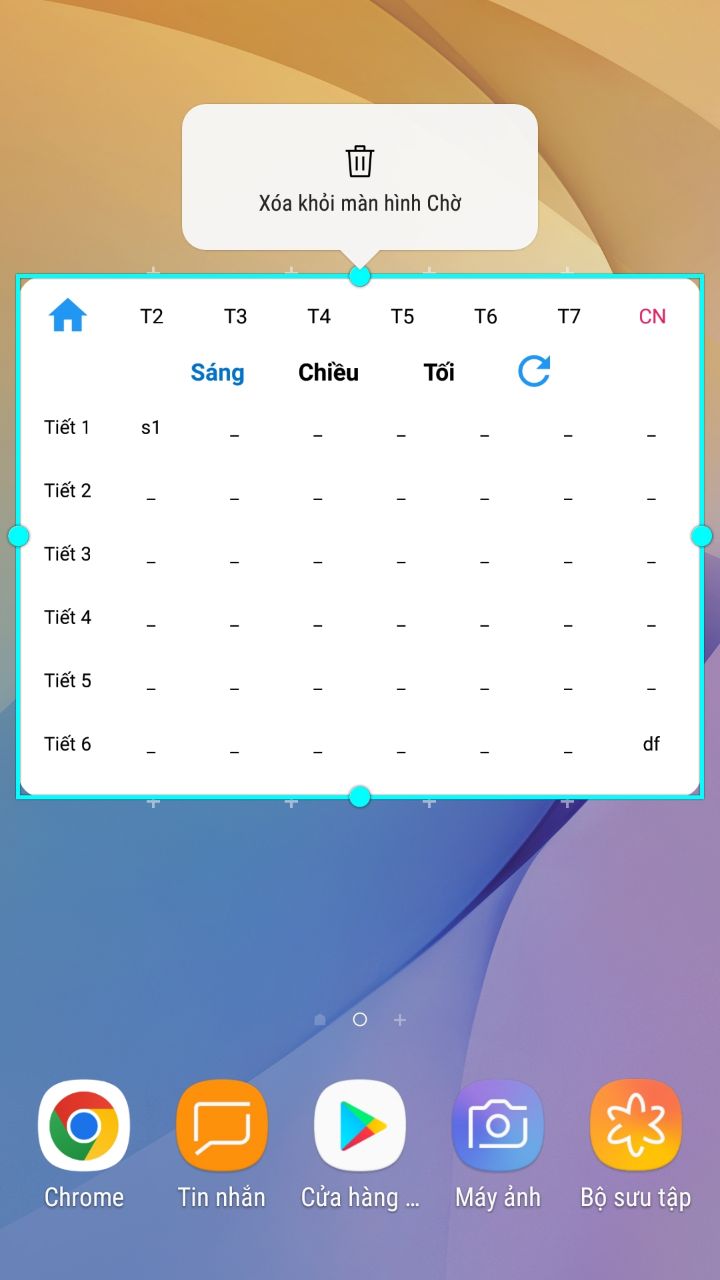 Xóa khỏi màn hình Chờ
T2 T3 T4 T5 T6 T7 CN
Sáng Chiều Tối
Tiết 1 s1 _ _ _ _ _ _
Tiết 2 _ _ _ _ _ _ _
Tiết 3 _ _ _ _ _ _ _
Tiết 4 _ _ _ _ _ _ _
Tiết 5 _ _ _ _ _ _ _
Tiết 6 _ _ _ _ _ _ df
Chrome Tin nhắn Cửa hàng ... Máy ảnh Bộ sưu tập